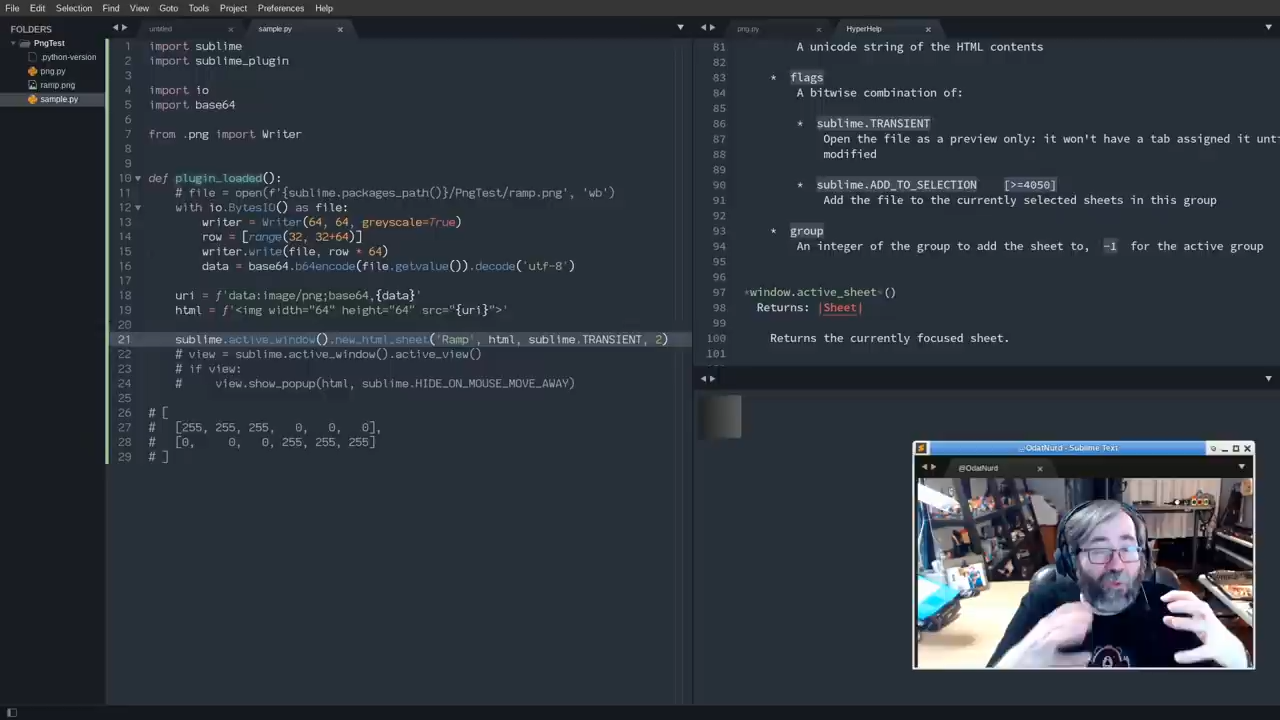 File Edit Selection Find View Goto Tools Project Preferences Help
FOLDERS
PngTest
.python-version
png.py
ramp.png
sample.py
untitled
sample.py
1 import sublime
2 import sublime_plugin
3
4 import io
5 import base64
6
7 from .png import Writer
8
9
10 def plugin_loaded():
11 # file = open(f'{sublime.packages_path()}/PngTest/ramp.png', 'wb')
12 with io.BytesIO() as file:
13 writer = Writer(64, 64, greyscale=True)
14 row = [range(32, 32+64)]
15 writer.write(file, row * 64)
16 data = base64.b64encode(file.getvalue()).decode('utf-8')
17
18 uri = f'data:image/png;base64,{data}'
19 html = f'<img width="64" height="64" src="{uri}">'
20
21 sublime.active_window().new_html_sheet('Ramp', html, sublime.TRANSIENT, 2)
22 # view = sublime.active_window().active_view()
23 # if view:
24 # view.show_popup(html, sublime.HIDE_ON_MOUSE_MOVE_AWAY)
25
26 # [
27 # [255, 255, 255, 0, 0, 0],
28 # [0, 0, 0, 255, 255, 255]
29 # ]
png.py
HyperHelp
81 A unicode string of the HTML contents
82
83 * flags
84 A bitwise combination of:
85
86 * sublime.TRANSIENT
87 Open the file as a preview only: it won't have a tab assigned it unti
88 modified
89
90 * sublime.ADD_TO_SELECTION [>=4050]
91 Add the file to the currently selected sheets in this group
92
93 * group
94 An integer of the group to add the sheet to, -1 for the active group
95
96
97 *window.active_sheet*()
98 Returns: |Sheet|
99
100 Returns the currently focused sheet.
101
@OdatNurd - Sublime Text
@OdatNurd